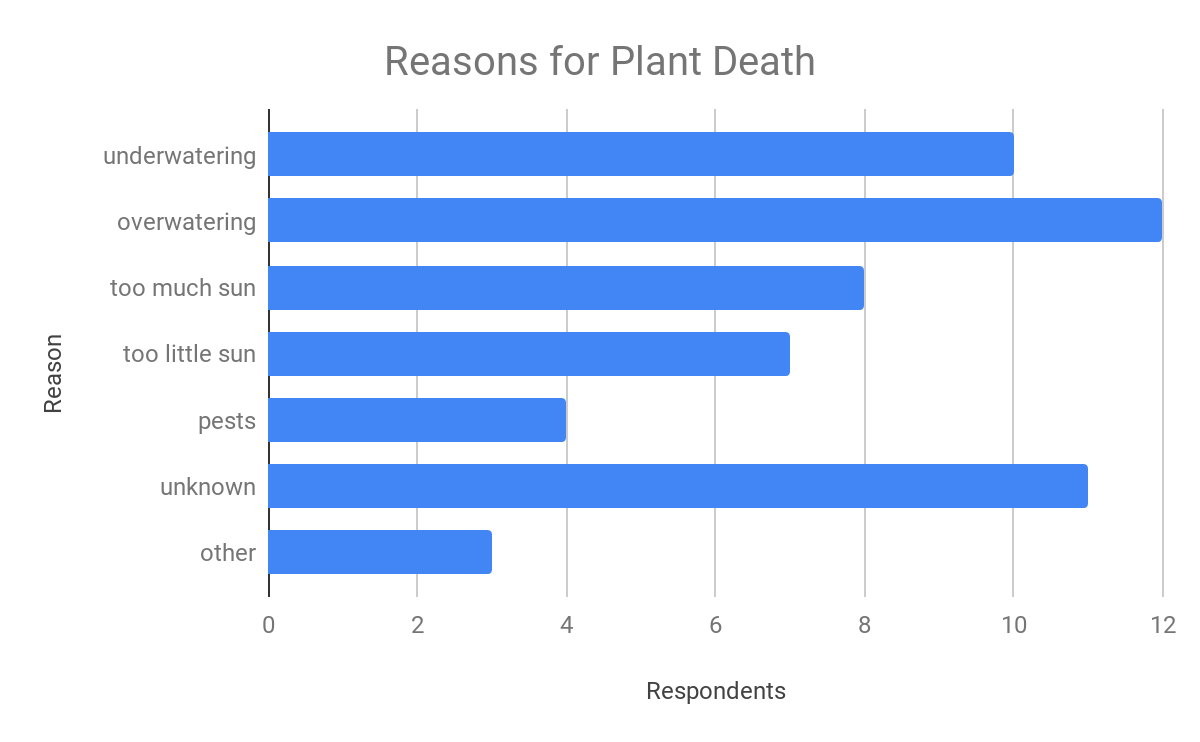 Reasons for Plant Death
Reason
underwatering
overwatering
too much sun
too little sun
pests
unknown
other
0 2 4 6 8 10 12
Respondents